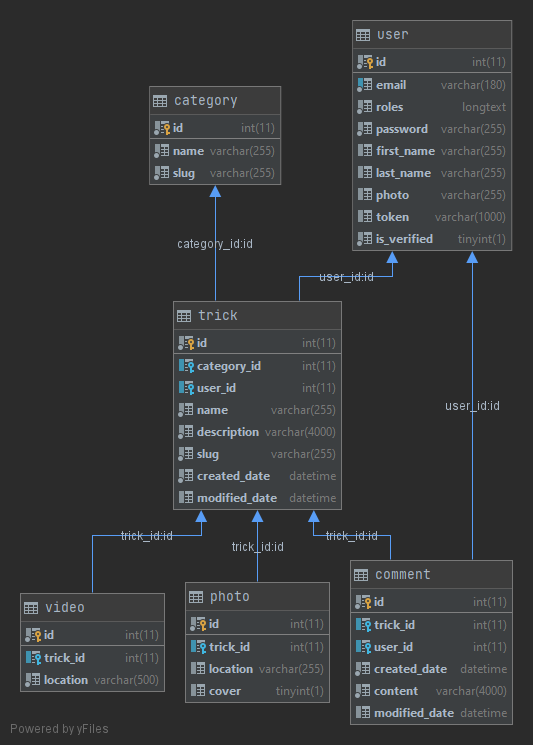 user
id int(11)
email varchar(180)
roles longtext
password varchar(255)
first_name varchar(255)
last_name varchar(255)
photo varchar(255)
token varchar(1000)
is_verified tinyint(1)
category
id int(11)
name varchar(255)
slug varchar(255)
category_id:id
user_id:id
user_id:id
trick
id int(11)
category_id int(11)
user_id int(11)
name varchar(255)
description varchar(4000)
slug varchar(255)
created_date datetime
modified_date datetime
trick_id:id
trick_id:id
trick_id:id
video
id int(11)
trick_id int(11)
location varchar(500)
photo
id int(11)
trick_id int(11)
location varchar(255)
cover tinyint(1)
comment
id int(11)
trick_id int(11)
user_id int(11)
created_date datetime
content varchar(4000)
modified_date datetime
Powered by yFiles